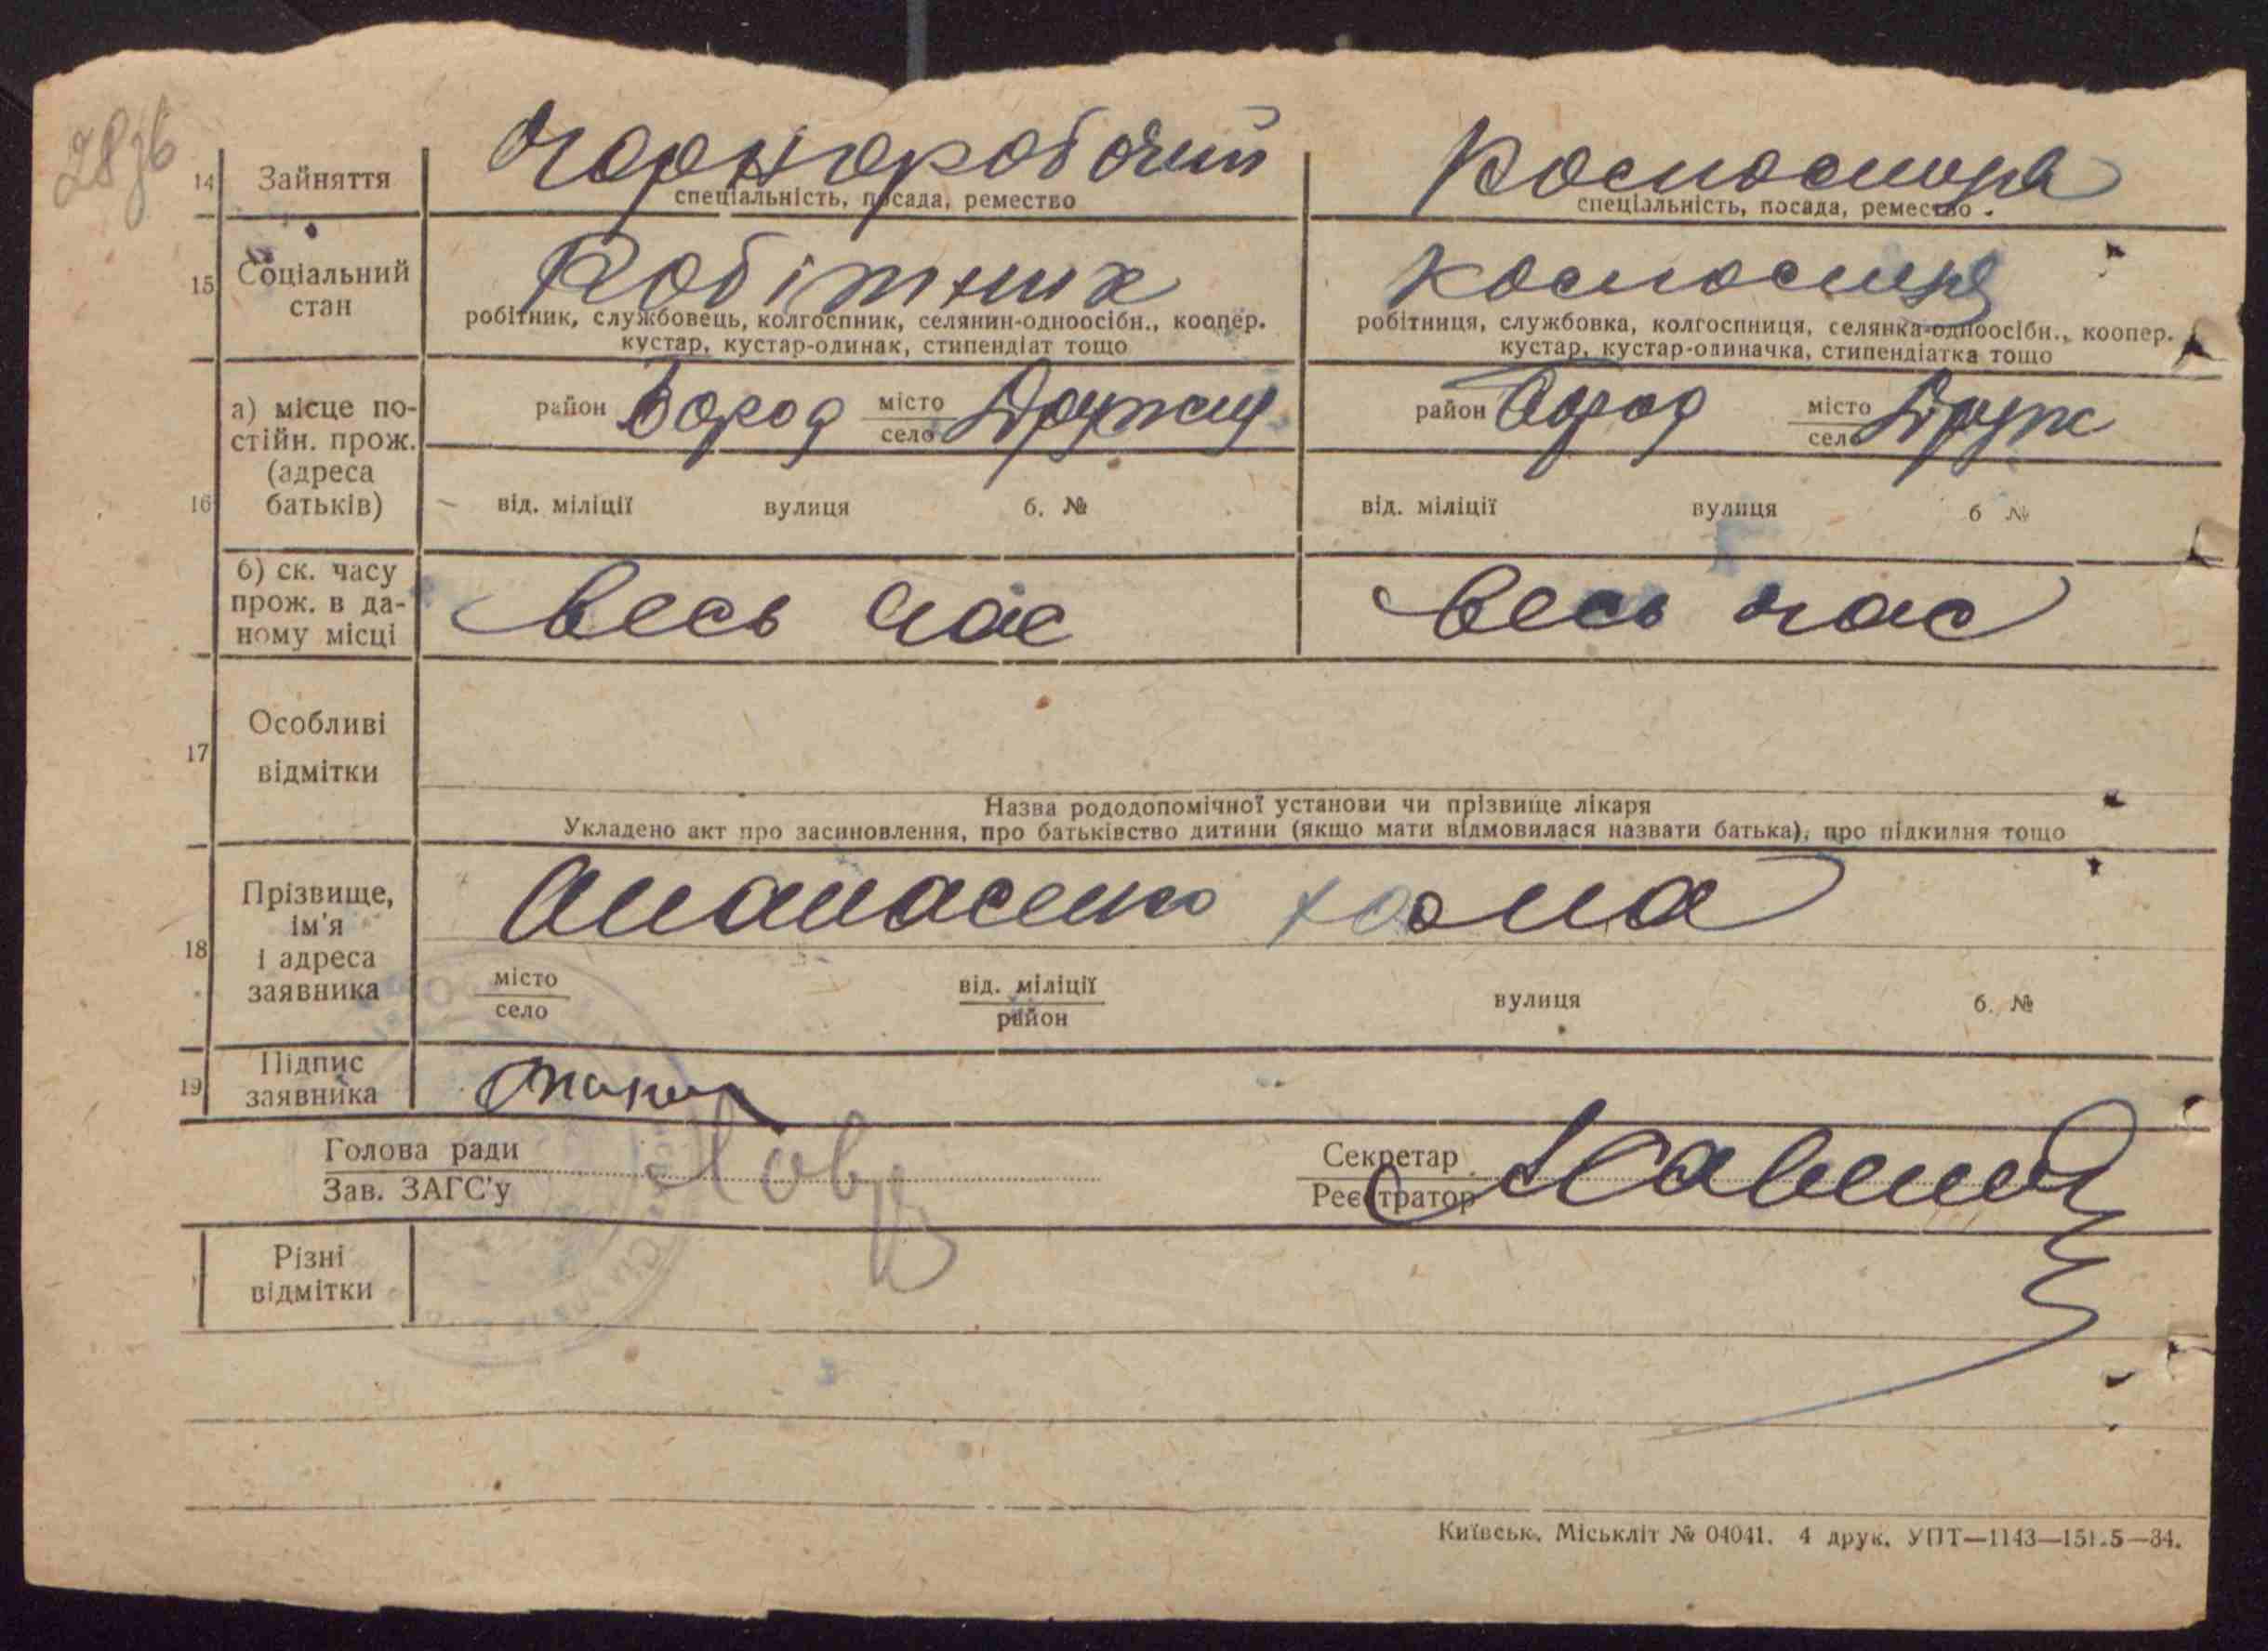 28зв
14 Зайняття Чорноробочий
спеціальність, посада, ремество спеціальність, посада, ремество
15 Соціальний стан Робітник
робітник, службовець, колгоспник, селянин-одноосібн., коопер. кустар, кустар-одинак, стипендіат тощо
робітниця, службовка, колгоспниця, селянка-одноосібн., коопер. кустар, кустар-одиначка, стипендіатка тощо
16 а) місце постійн. прож. (адреса батьків)
район Бород місто село район Бород місто село Друж
від. міліції вулиця б. № від. міліції вулиця б №
б) ск. часу прож. в даному місці весь час весь час
17 Особливі відмітки
Назва рододопомічної установи чи прізвище лікаря
Укладено акт про засиновлення, про батьківство дитини (якщо мати відмовилася назвати батька), про підкидня тощо
18 Прізвище, ім'я і адреса заявника
місто село від. міліції район вулиця б. №
19 Підпис заявника
Голова ради Секретар
Зав. ЗАГС'у Реєстратор
Різні відмітки
Київськ. Міськліт № 04041. 4 друк. УПТ—1143—151.5—34.